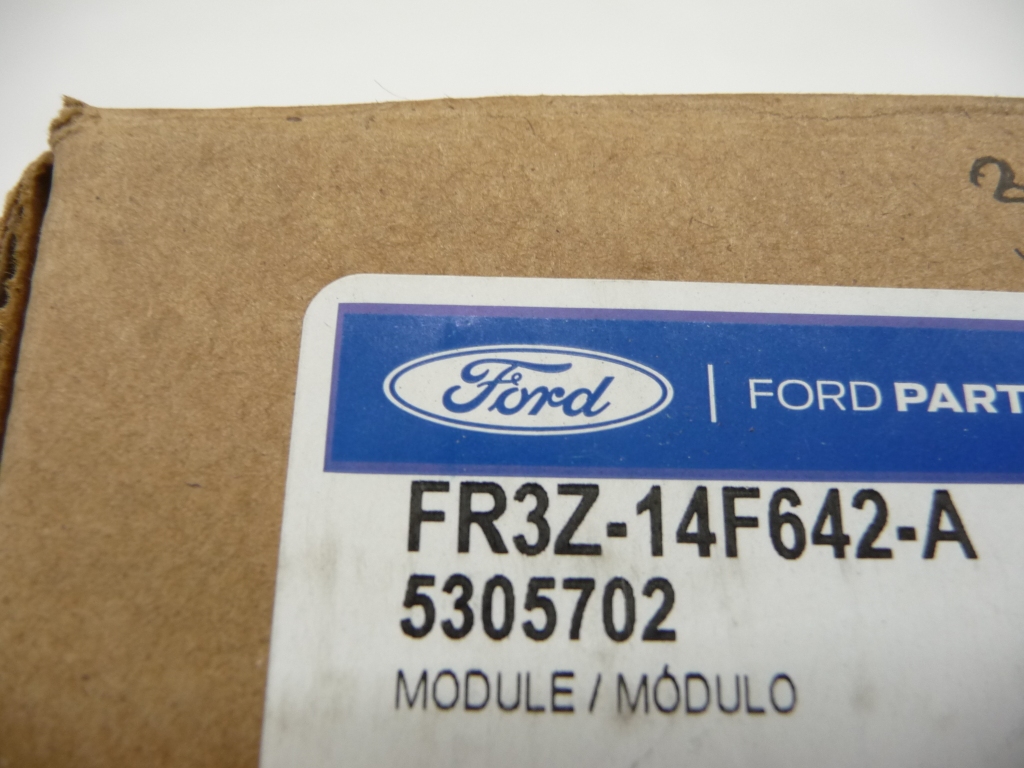 Ford | FORD PART
FR3Z-14F642-A
5305702
MODULE / MÓDULO